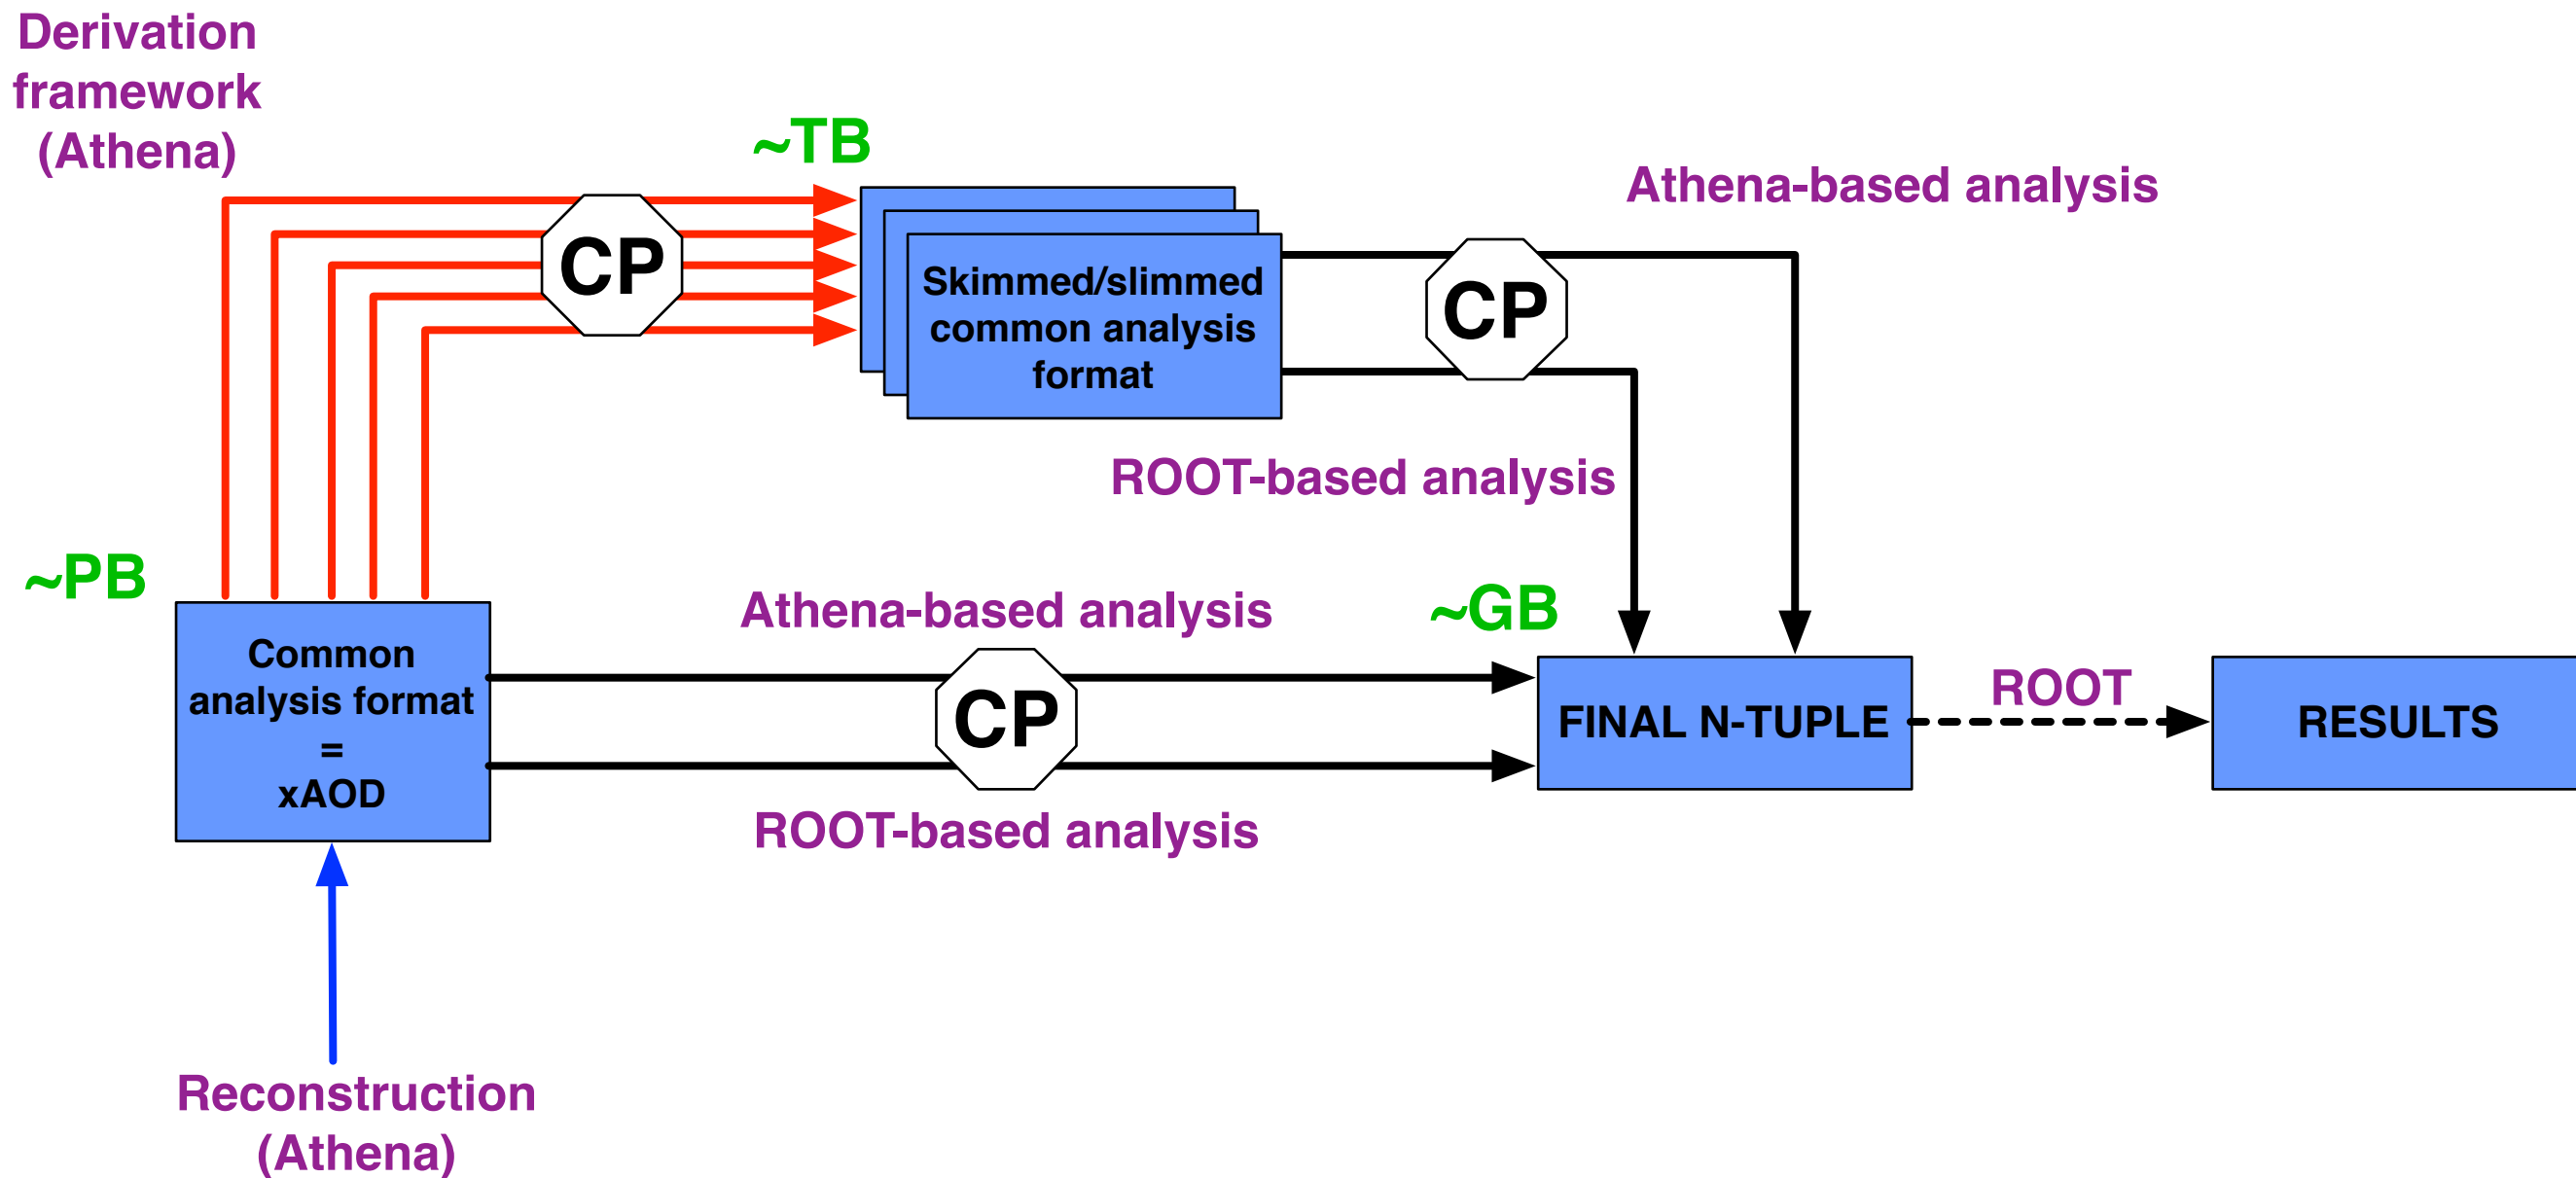 Derivation
framework
(Athena)
~TB
Athena-based analysis
CP
Skimmed/slimmed
common analysis
format
CP
ROOT-based analysis
~PB
Athena-based analysis
~GB
Common
analysis format
=
xAOD
CP
FINAL N-TUPLE
ROOT
RESULTS
ROOT-based analysis
Reconstruction
(Athena)